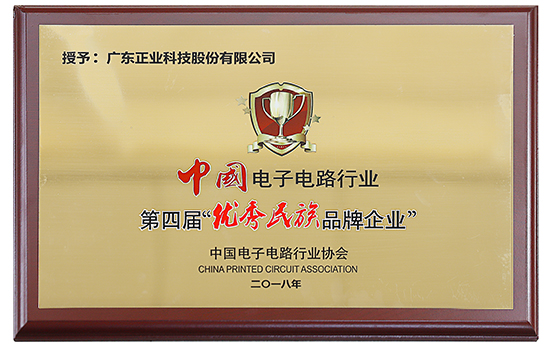 授予：广东正业科技股份有限公司
中国电子电路行业
第四届“优秀民族品牌企业”
中国电子电路行业协会
CHINA PRINTED CIRCUIT ASSOCIATION
二〇一八年